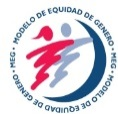 MODELO DE EQUIDAD DE GENERO • MEG • MODELO DE EQUIDAD DE GENERO • MEG •